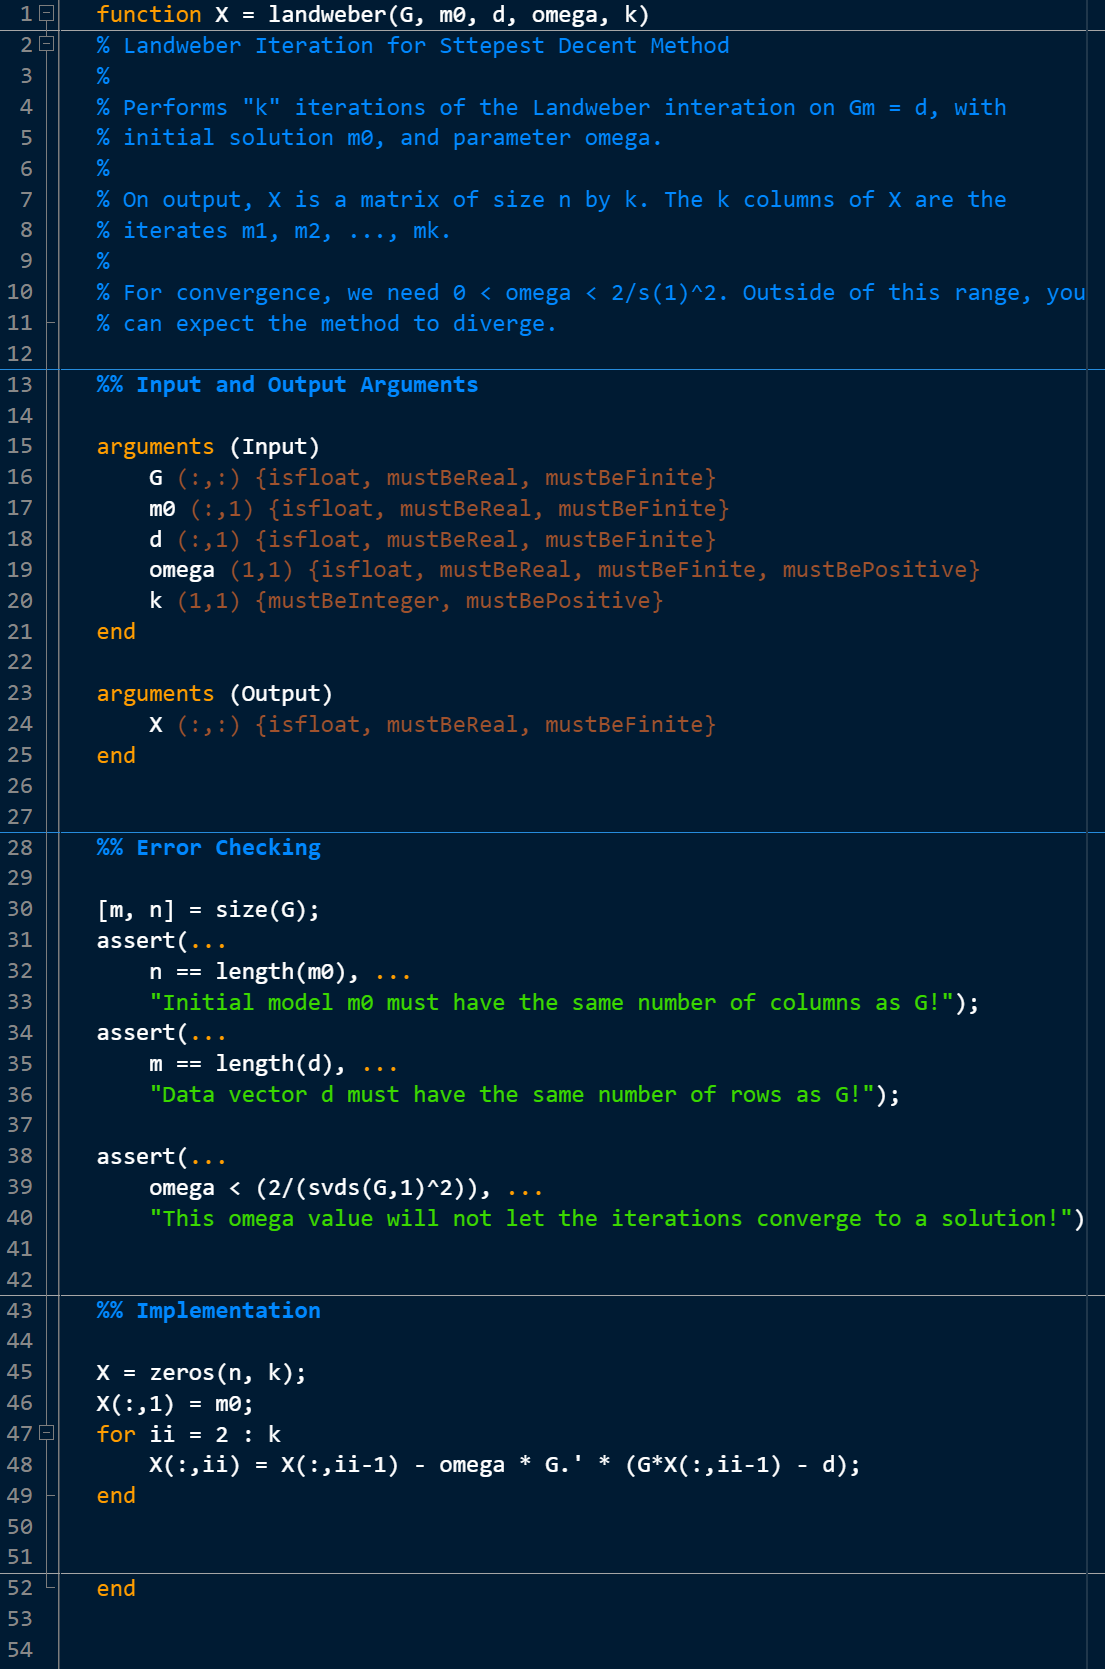 1 function X = landweber(G, m0, d, omega, k)
2 % Landweber Iteration for Sttepest Decent Method
3 %
4 % Performs "k" iterations of the Landweber interation on Gm = d, with
5 % initial solution m0, and parameter omega.
6 %
7 % On output, X is a matrix of size n by k. The k columns of X are the
8 % iterates m1, m2, ..., mk.
9 %
10 % For convergence, we need 0 < omega < 2/s(1)^2. Outside of this range, you
11 % can expect the method to diverge.
12
13 %% Input and Output Arguments
14
15 arguments (Input)
16 G (:,:) {isfloat, mustBeReal, mustBeFinite}
17 m0 (:,1) {isfloat, mustBeReal, mustBeFinite}
18 d (:,1) {isfloat, mustBeReal, mustBeFinite}
19 omega (1,1) {isfloat, mustBeReal, mustBeFinite, mustBePositive}
20 k (1,1) {mustBeInteger, mustBePositive}
21 end
22
23 arguments (Output)
24 X (:,:) {isfloat, mustBeReal, mustBeFinite}
25 end
26
27
28 %% Error Checking
29
30 [m, n] = size(G);
31 assert(...
32 n == length(m0), ...
33 "Initial model m0 must have the same number of columns as G!");
34 assert(...
35 m == length(d), ...
36 "Data vector d must have the same number of rows as G!");
37
38 assert(...
39 omega < (2/(svds(G,1)^2)), ...
40 "This omega value will not let the iterations converge to a solution!")
41
42
43 %% Implementation
44
45 X = zeros(n, k);
46 X(:,1) = m0;
47 for ii = 2 : k
48 X(:,ii) = X(:,ii-1) - omega * G.' * (G*X(:,ii-1) - d);
49 end
50
51
52 end
53
54